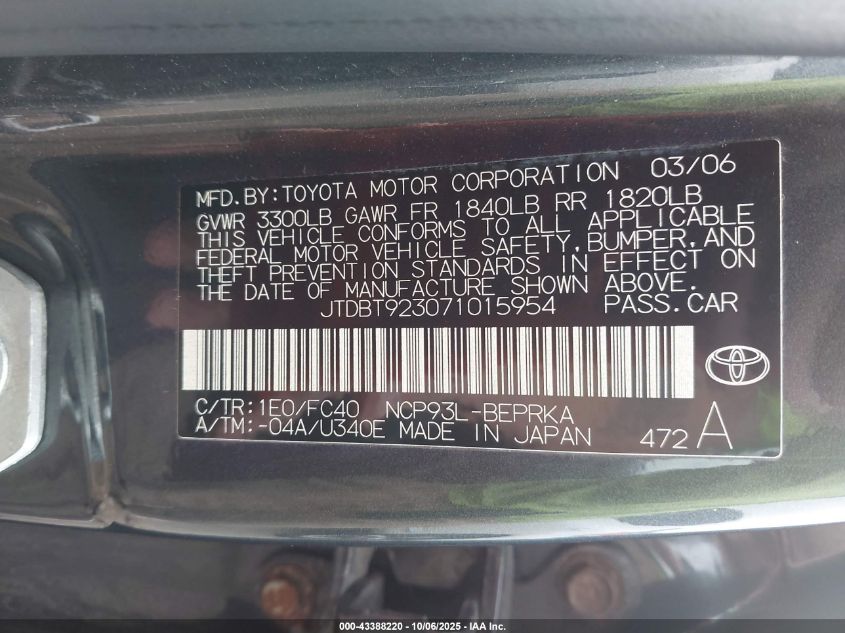 MFD.BY:TOYOTA MOTOR CORPORATION 03/06
GVWR 3300LB GAWR FR 1840LB RR 1820LB
THIS VEHICLE CONFORMS TO ALL APPLICABLE
FEDERAL MOTOR VEHICLE SAFETY,BUMPER,AND
THEFT PREVENTION STANDARDS IN EFFECT ON
THE DATE OF MANUFACTURE SHOWN ABOVE.
JTDBT923071015954 PASS.CAR
C/TR:1E0/FC40 NCP93L-BEPRKA
A/TM:-04A/U340E MADE IN JAPAN 472A
000-43388220 - 10/06/2025 - IAA Inc.